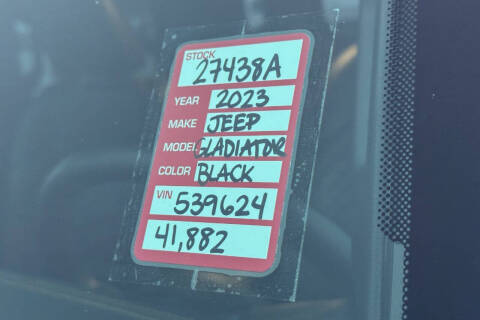 STOCK
27438A
YEAR 2023
MAKE JEEP
MODEL GLADIATOR
COLOR BLACK
VIN
539624
41,882